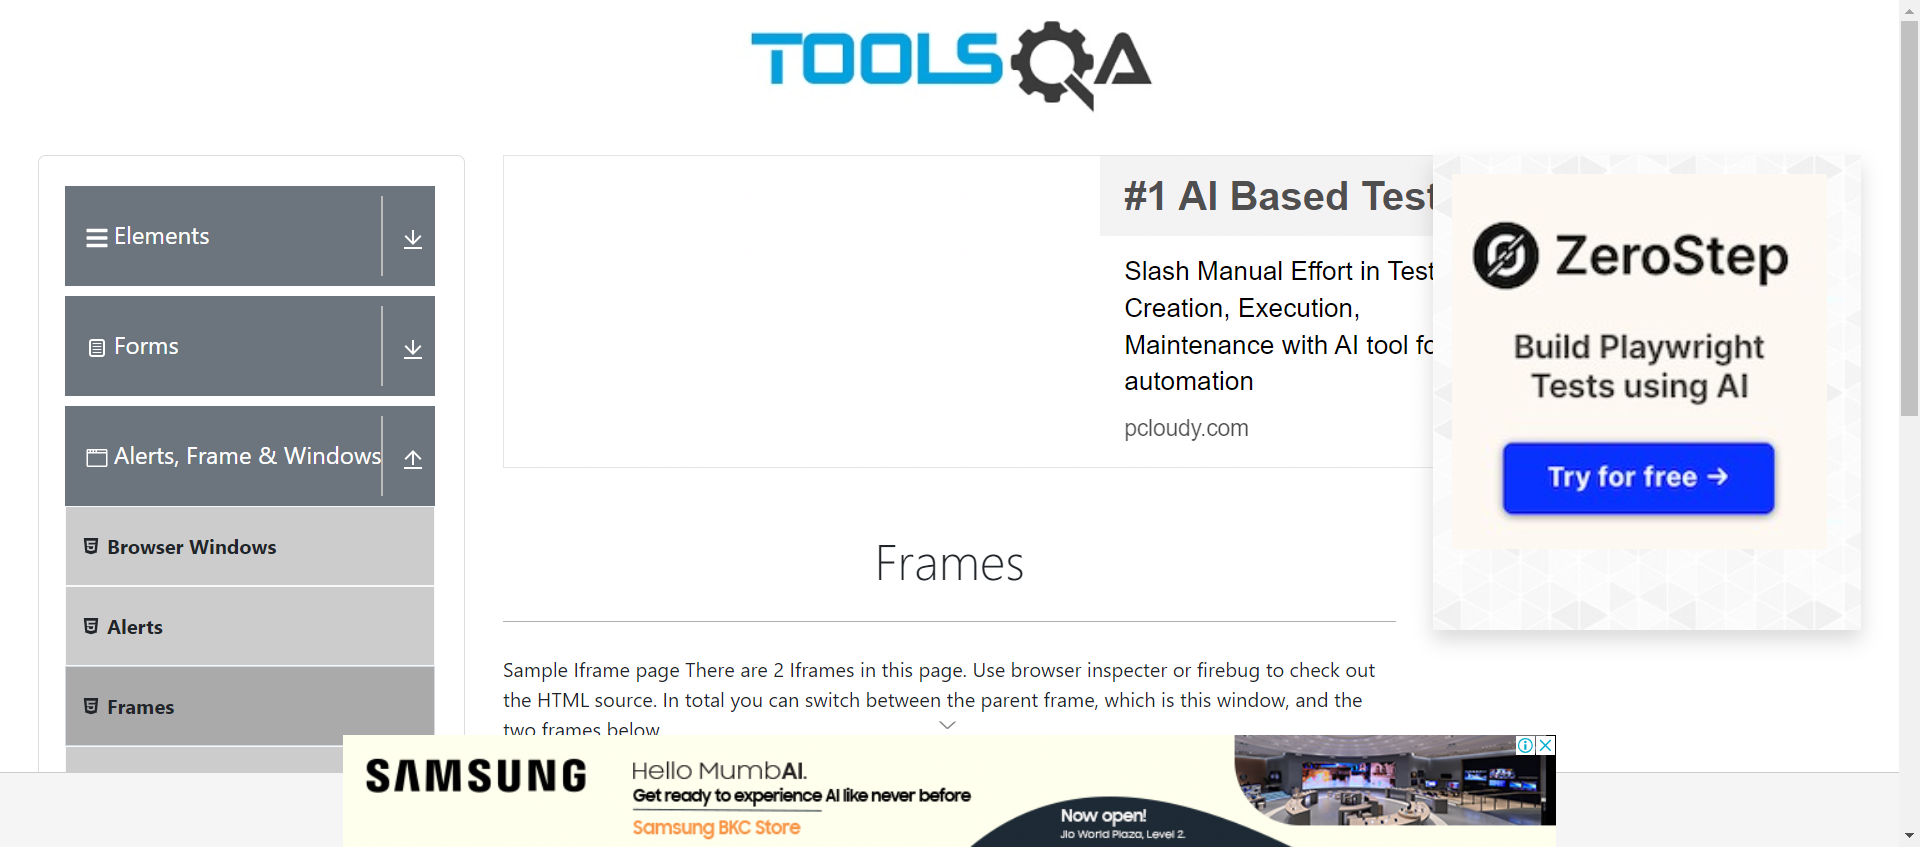 TOOLSQA
Elements
Forms
Alerts, Frame & Windows
Browser Windows
Alerts
Frames
#1 AI Based Test
Slash Manual Effort in Test
Creation, Execution,
Maintenance with AI tool fo
automation
pcloudy.com
ZeroStep
Build Playwright
Tests using AI
Try for free →
Frames
Sample Iframe page There are 2 Iframes in this page. Use browser inspecter or firebug to check out
the HTML source. In total you can switch between the parent frame, which is this window, and the
two frames below
SAMSUNG
Hello MumbAI.
Get ready to experience AI like never before
Samsung BKC Store
Now open!
Jio World Plaza, Level 2.